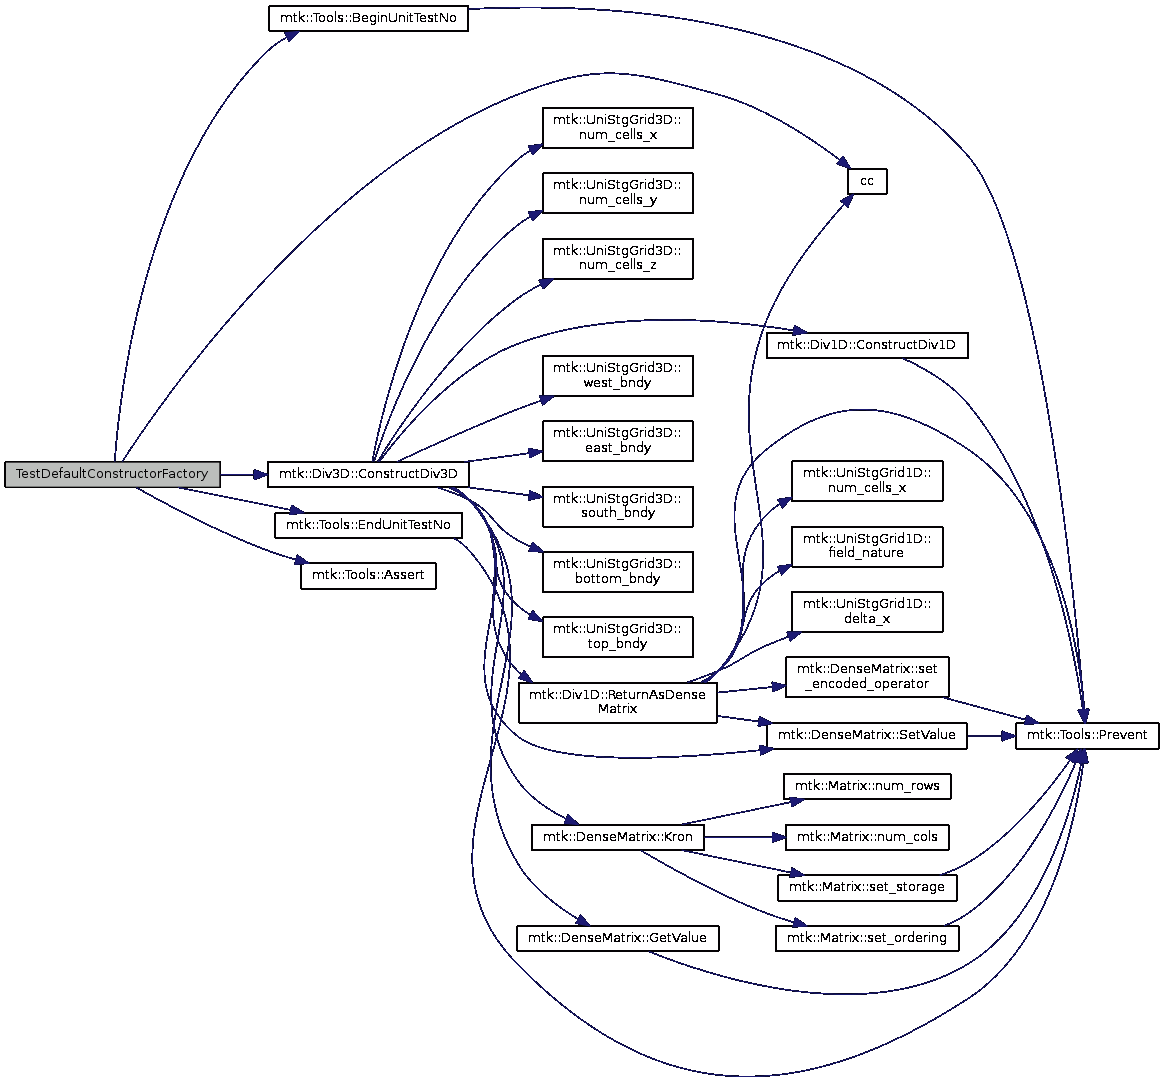 mtk::Tools::BeginUnitTestNo
mtk::UniStgGrid3D::
num_cells_x
cc
mtk::UniStgGrid3D::
num_cells_y
mtk::UniStgGrid3D::
num_cells_z
mtk::Div1D::ConstructDiv1D
mtk::UniStgGrid3D::
west_bndy
mtk::UniStgGrid3D::
east_bndy
TestDefaultConstructorFactory
mtk::Div3D::ConstructDiv3D
mtk::UniStgGrid1D::
num_cells_x
mtk::UniStgGrid3D::
south_bndy
mtk::Tools::EndUnitTestNo
mtk::UniStgGrid1D::
field_nature
mtk::Tools::Assert
mtk::UniStgGrid3D::
bottom_bndy
mtk::UniStgGrid1D::
delta_x
mtk::UniStgGrid3D::
top_bndy
mtk::DenseMatrix::set
_encoded_operator
mtk::Div1D::ReturnAsDense
Matrix
mtk::DenseMatrix::SetValue
mtk::Tools::Prevent
mtk::Matrix::num_rows
mtk::DenseMatrix::Kron
mtk::Matrix::num_cols
mtk::Matrix::set_storage
mtk::DenseMatrix::GetValue
mtk::Matrix::set_ordering